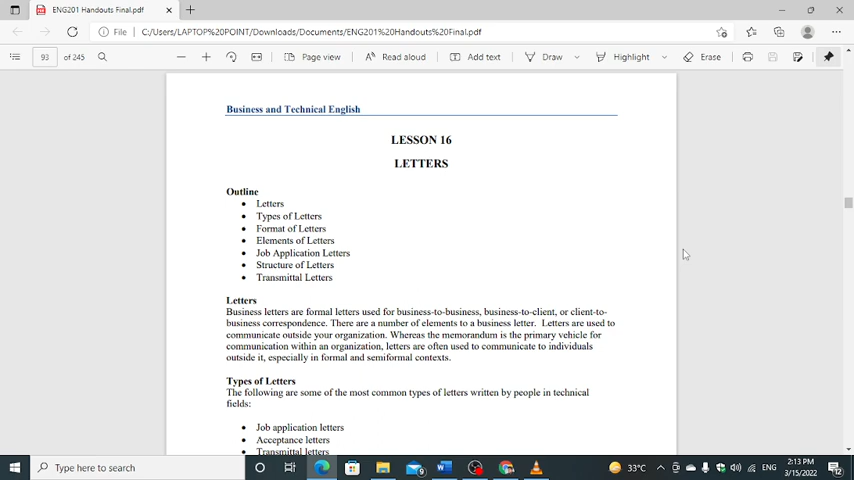 ENG201 Handouts Final.pdf
File C:/Users/LAPTOP%20POINT/Downloads/Documents/ENG201%20Handouts%20Final.pdf
93 of 245 Page view Read aloud Add text Draw Highlight Erase
Business and Technical English
LESSON 16
LETTERS
Outline
• Letters
• Types of Letters
• Format of Letters
• Elements of Letters
• Job Application Letters
• Structure of Letters
• Transmittal Letters
Letters
Business letters are formal letters used for business-to-business, business-to-client, or client-to-
business correspondence. There are a number of elements to a business letter. Letters are used to
communicate outside your organization. Whereas the memorandum is the primary vehicle for
communication within an organization, letters are often used to communicate to individuals
outside it, especially in formal and semiformal contexts.
Types of Letters
The following are some of the most common types of letters written by people in technical
fields:
• Job application letters
• Acceptance letters
• Transmittal letters
Type here to search
9
33°C
ENG
2:13 PM
3/15/2022
12